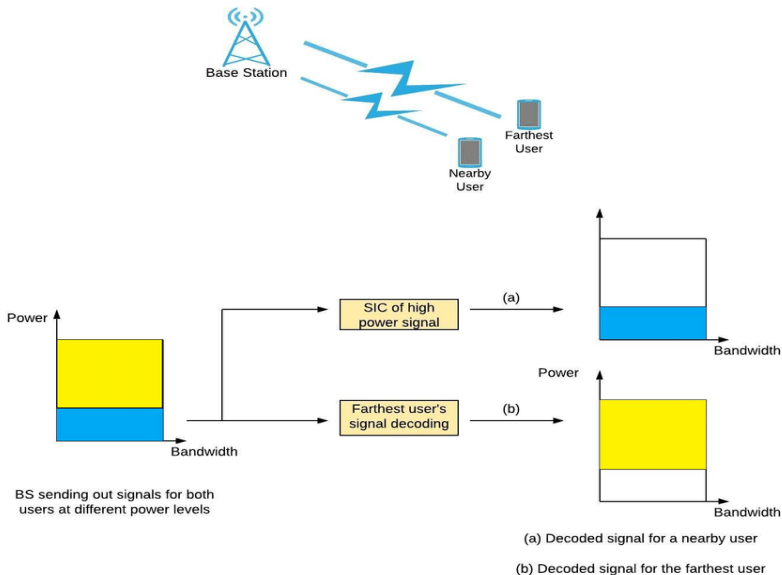 Base Station
Farthest
User
Nearby
User
Power
SIC of high
power signal
(a)
Bandwidth
Power
Farthest user's
signal decoding
(b)
Bandwidth
BS sending out signals for both
users at different power levels
Bandwidth
(a) Decoded signal for a nearby user
(b) Decoded signal for the farthest user